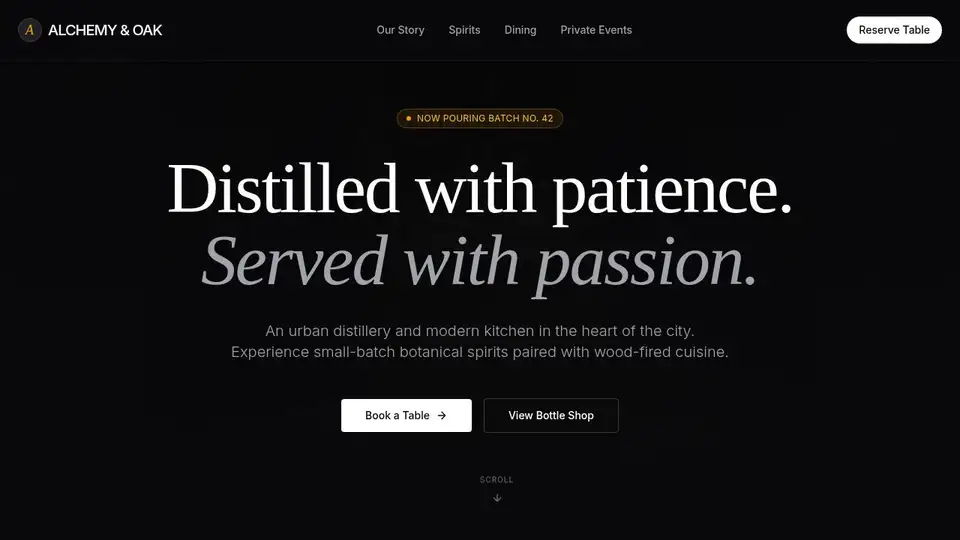 A ALCHEMY & OAK
Our Story
Spirits
Dining
Private Events
Reserve Table
NOW POURING BATCH NO. 42
Distilled with patience.
Served with passion.
An urban distillery and modern kitchen in the heart of the city.
Experience small-batch botanical spirits paired with wood-fired cuisine.
Book a Table
View Bottle Shop
SCROLL